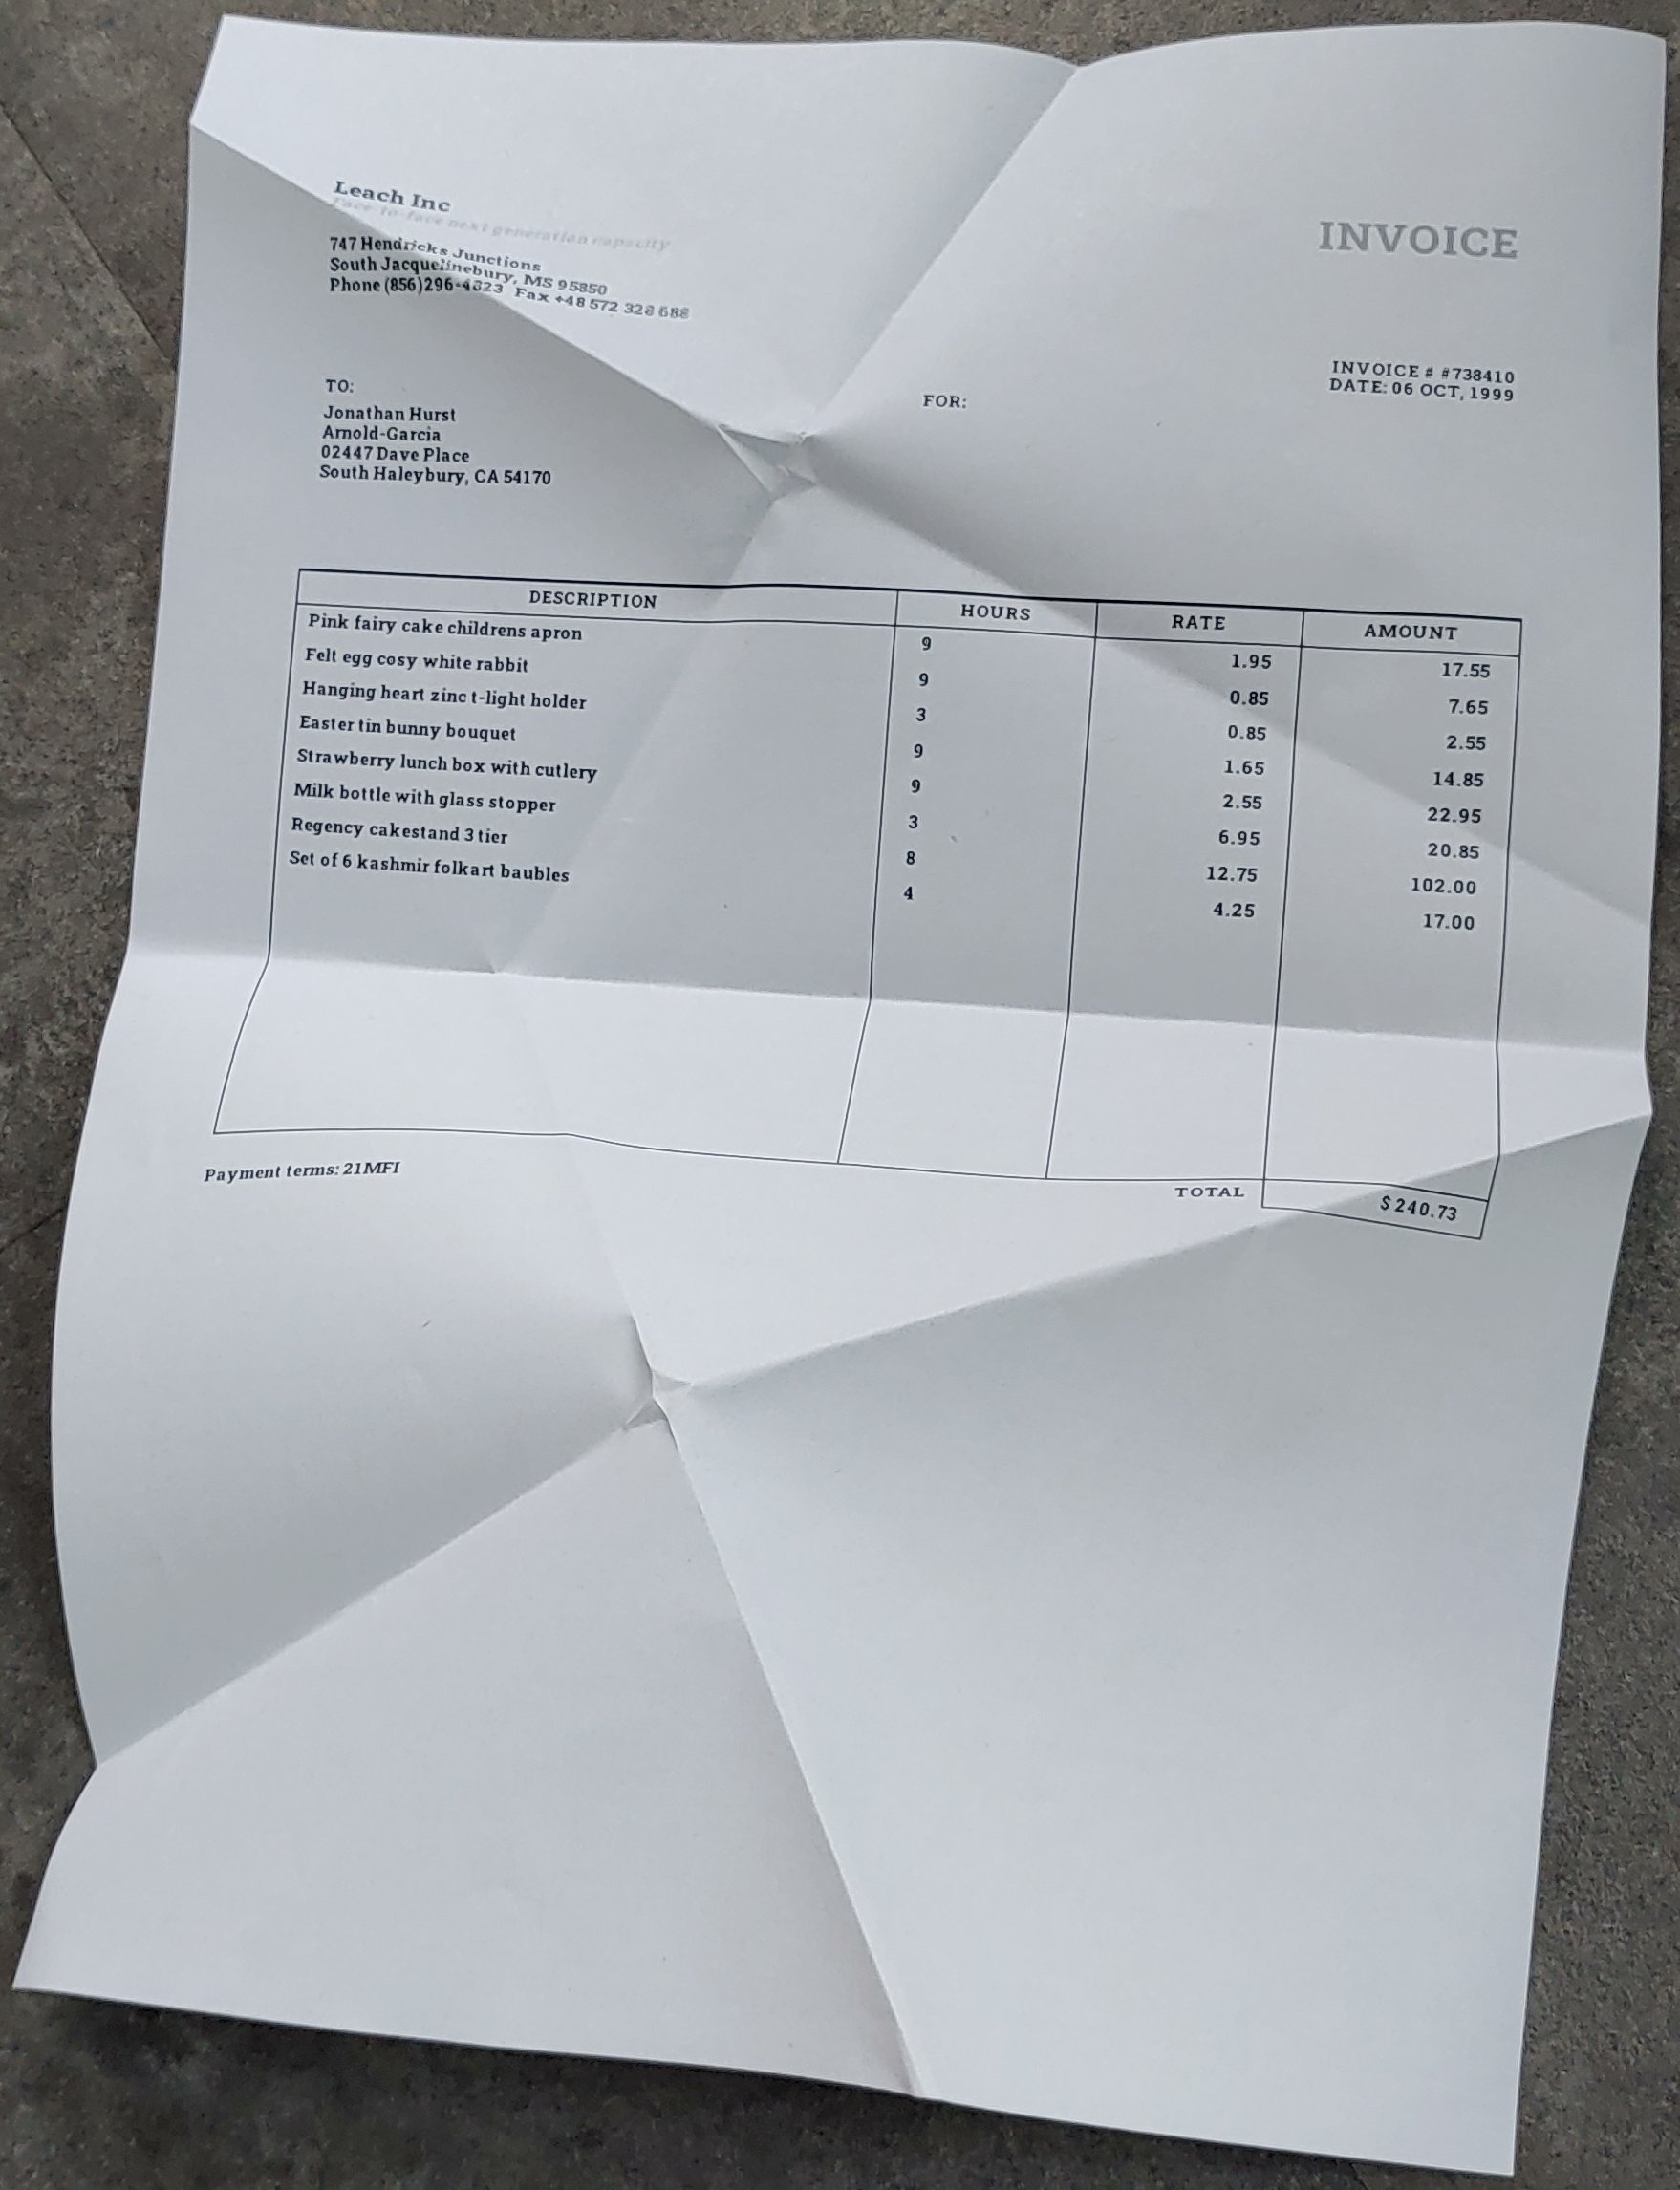 Leach Inc
Face-to-face next generation capacity
747 Hendricks Junctions
South Jacquelinebury, MS 95850
Phone (856)296-4323 Fax +48 572 328 688
INVOICE
INVOICE # #738410
DATE: 06 OCT, 1999
TO:
Jonathan Hurst
Arnold-Garcia
02447 Dave Place
South Haleybury, CA 54170
FOR:
DESCRIPTION HOURS RATE AMOUNT
Pink fairy cake childrens apron 9 1.95 17.55
Felt egg cosy white rabbit 9 0.85 7.65
Hanging heart zinc t-light holder 3 0.85 2.55
Easter tin bunny bouquet 9 1.65 14.85
Strawberry lunch box with cutlery 9 2.55 22.95
Milk bottle with glass stopper 3 6.95 20.85
Regency cakestand 3 tier 8 12.75 102.00
Set of 6 kashmir folkart baubles 4 4.25 17.00
Payment terms: 21MFI
TOTAL $ 240.73